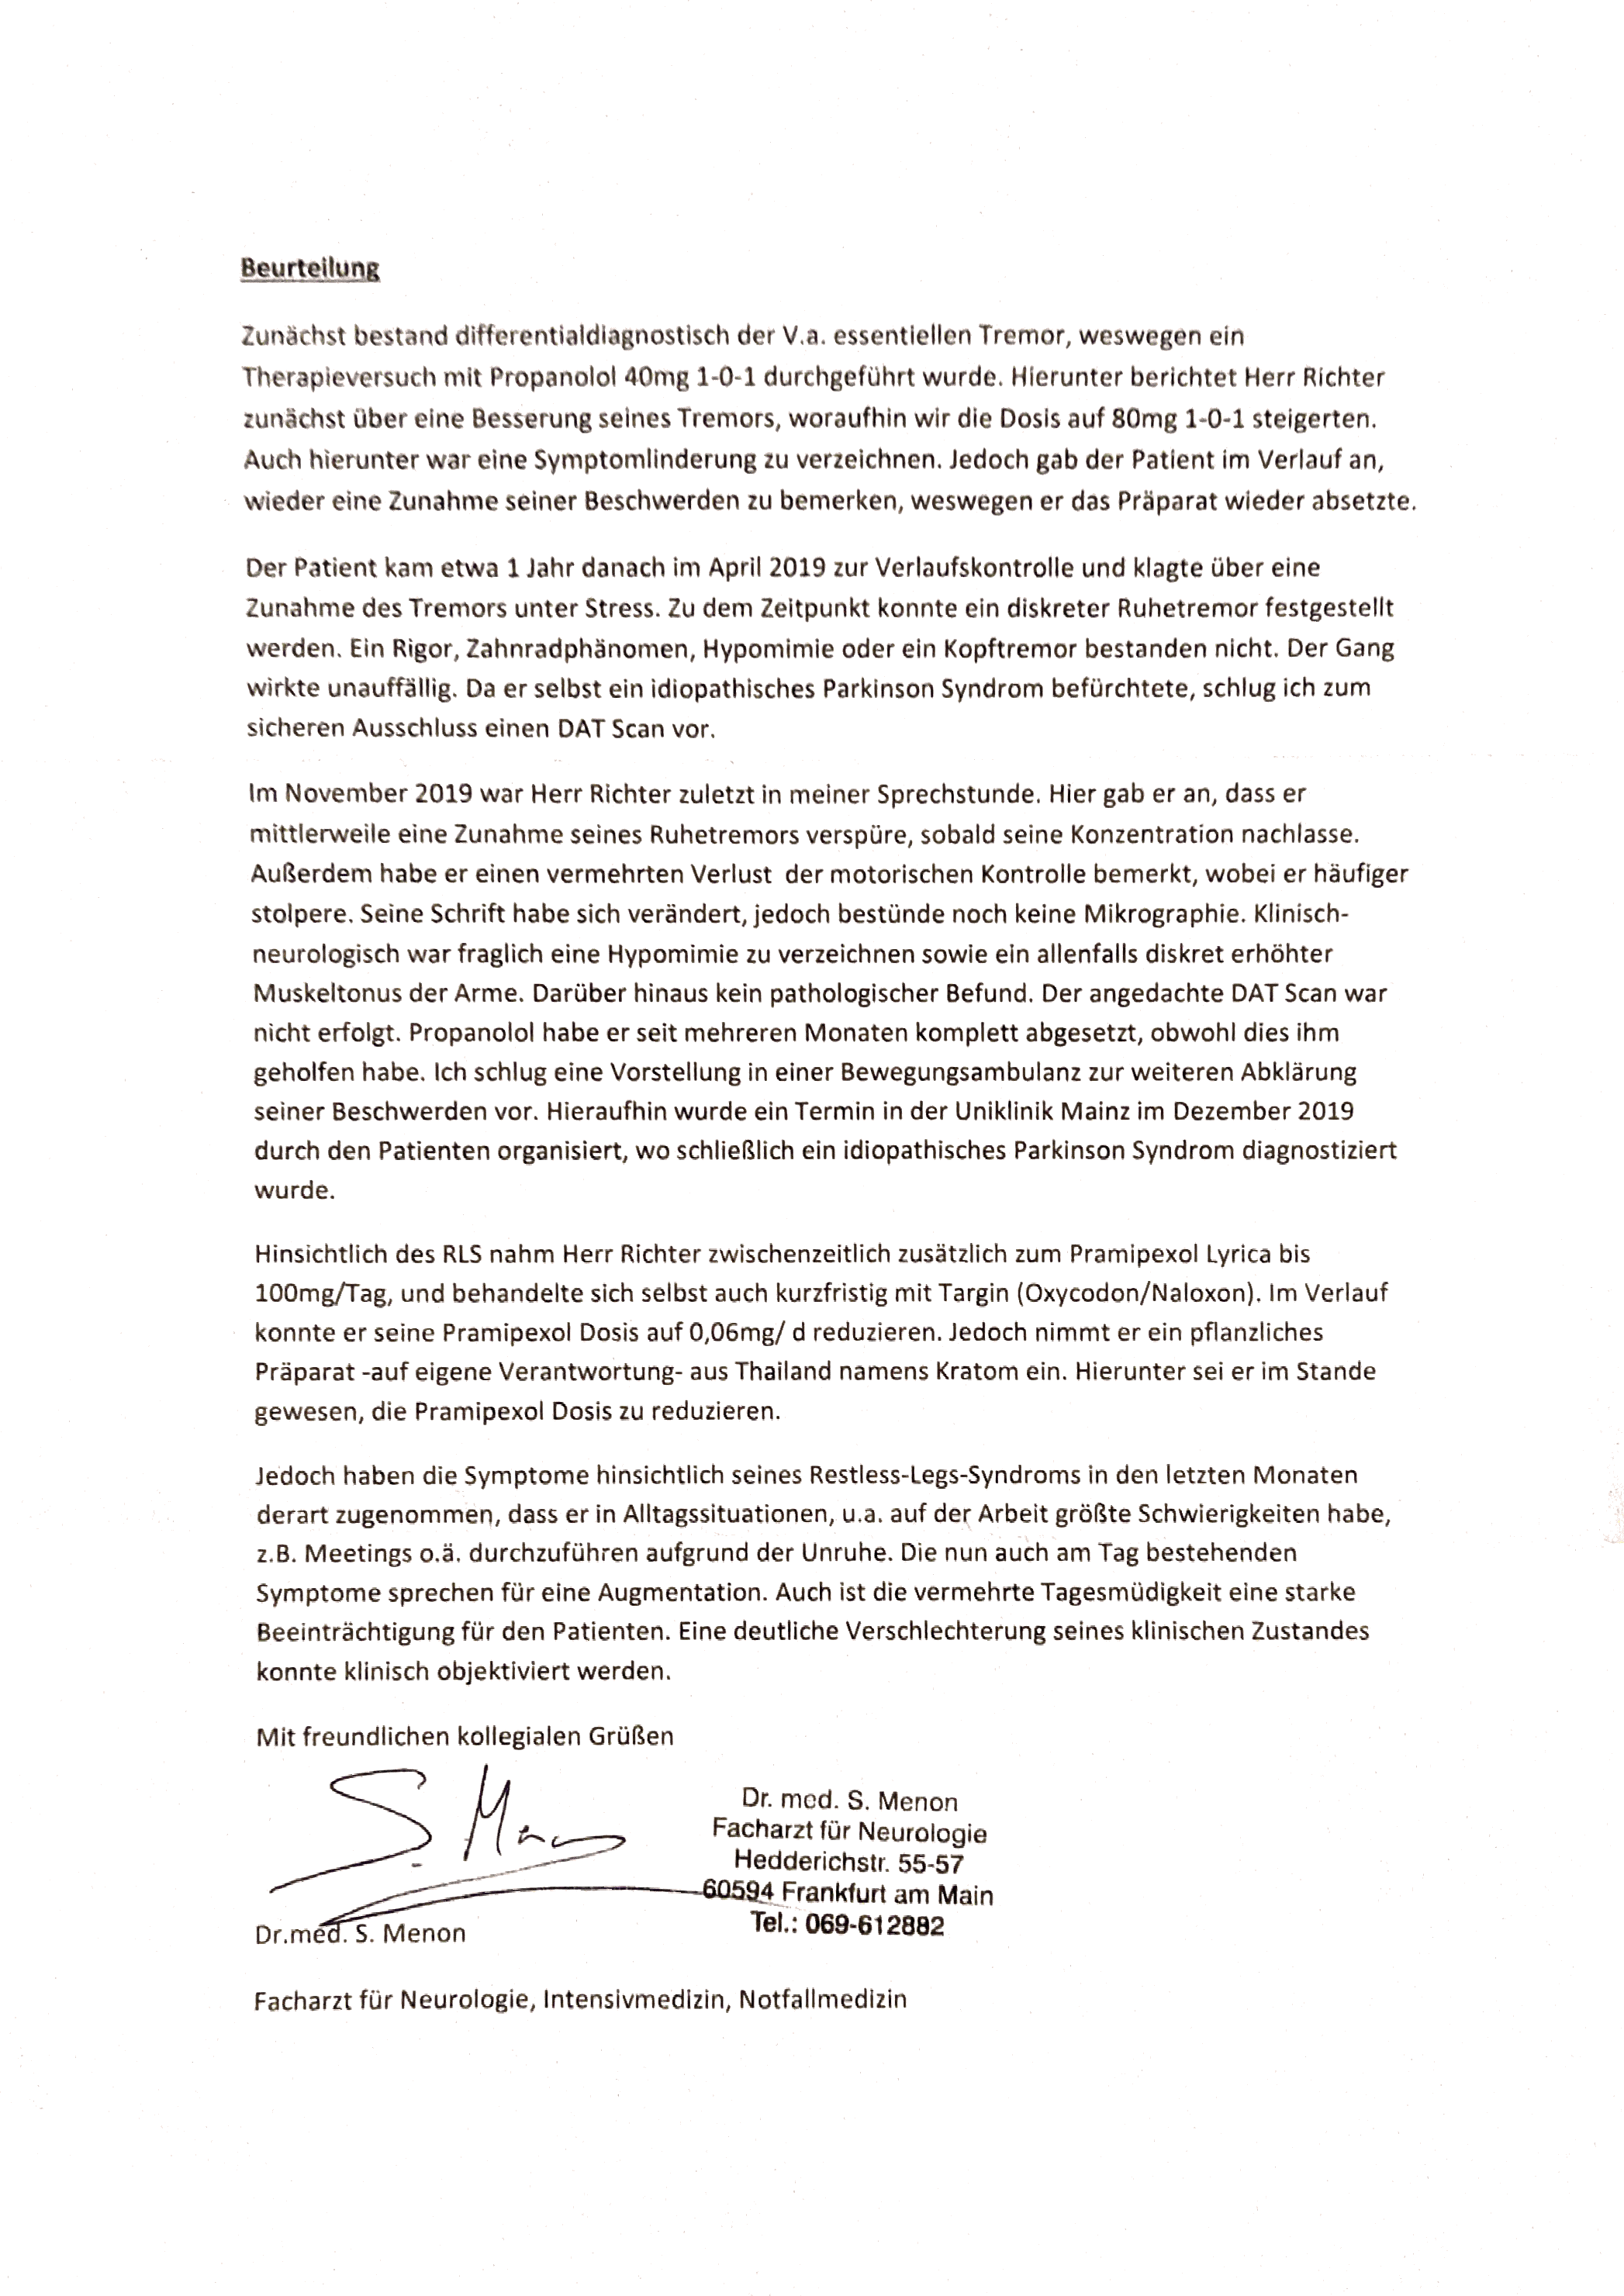 Beurteilung
Zunächst bestand differentialdiagnostisch der V.a. essentiellen Tremor, weswegen ein
Therapieversuch mit Propanolol 40mg 1-0-1 durchgeführt wurde. Hierunter berichtet Herr Richter
zunächst über eine Besserung seines Tremors, woraufhin wir die Dosis auf 80mg 1-0-1 steigerten.
Auch hierunter war eine Symptomlinderung zu verzeichnen. Jedoch gab der Patient im Verlauf an,
wieder eine Zunahme seiner Beschwerden zu bemerken, weswegen er das Präparat wieder absetzte.
Der Patient kam etwa 1 Jahr danach im April 2019 zur Verlaufskontrolle und klagte über eine
Zunahme des Tremors unter Stress. Zu dem Zeitpunkt konnte ein diskreter Ruhetremor festgestellt
werden. Ein Rigor, Zahnradphänomen, Hypomimie oder ein Kopftremor bestanden nicht. Der Gang
wirkte unauffällig. Da er selbst ein idiopathisches Parkinson Syndrom befürchtete, schlug ich zum
sicheren Ausschluss einen DAT Scan vor.
Im November 2019 war Herr Richter zuletzt in meiner Sprechstunde. Hier gab er an, dass er
mittlerweile eine Zunahme seines Ruhetremors verspüre, sobald seine Konzentration nachlasse.
Außerdem habe er einen vermehrten Verlust der motorischen Kontrolle bemerkt, wobei er häufiger
stolpere. Seine Schrift habe sich verändert, jedoch bestünde noch keine Mikrographie. Klinisch-
neurologisch war fraglich eine Hypomimie zu verzeichnen sowie ein allenfalls diskret erhöhter
Muskeltonus der Arme. Darüber hinaus kein pathologischer Befund. Der angedachte DAT Scan war
nicht erfolgt. Propanolol habe er seit mehreren Monaten komplett abgesetzt, obwohl dies ihm
geholfen habe. Ich schlug eine Vorstellung in einer Bewegungsambulanz zur weiteren Abklärung
seiner Beschwerden vor. Hieraufhin wurde ein Termin in der Uniklinik Mainz im Dezember 2019
durch den Patienten organisiert, wo schließlich ein idiopathisches Parkinson Syndrom diagnostiziert
wurde.
Hinsichtlich des RLS nahm Herr Richter zwischenzeitlich zusätzlich zum Pramipexol Lyrica bis
100mg/Tag, und behandelte sich selbst auch kurzfristig mit Targin (Oxycodon/Naloxon). Im Verlauf
konnte er seine Pramipexol Dosis auf 0,06mg/ d reduzieren. Jedoch nimmt er ein pflanzliches
Präparat -auf eigene Verantwortung- aus Thailand namens Kratom ein. Hierunter sei er im Stande
gewesen, die Pramipexol Dosis zu reduzieren.
Jedoch haben die Symptome hinsichtlich seines Restless-Legs-Syndroms in den letzten Monaten
derart zugenommen, dass er in Alltagssituationen, u.a. auf der Arbeit größte Schwierigkeiten habe,
z.B. Meetings o.ä. durchzuführen aufgrund der Unruhe. Die nun auch am Tag bestehenden
Symptome sprechen für eine Augmentation. Auch ist die vermehrte Tagesmüdigkeit eine starke
Beeinträchtigung für den Patienten. Eine deutliche Verschlechterung seines klinischen Zustandes
konnte klinisch objektiviert werden.
Mit freundlichen kollegialen Grüßen
S. Menon
Dr. med. S. Menon
Facharzt für Neurologie
Hedderichstr. 55-57
60594 Frankfurt am Main
Tel.: 069-612882
Dr.med. S. Menon
Facharzt für Neurologie, Intensivmedizin, Notfallmedizin